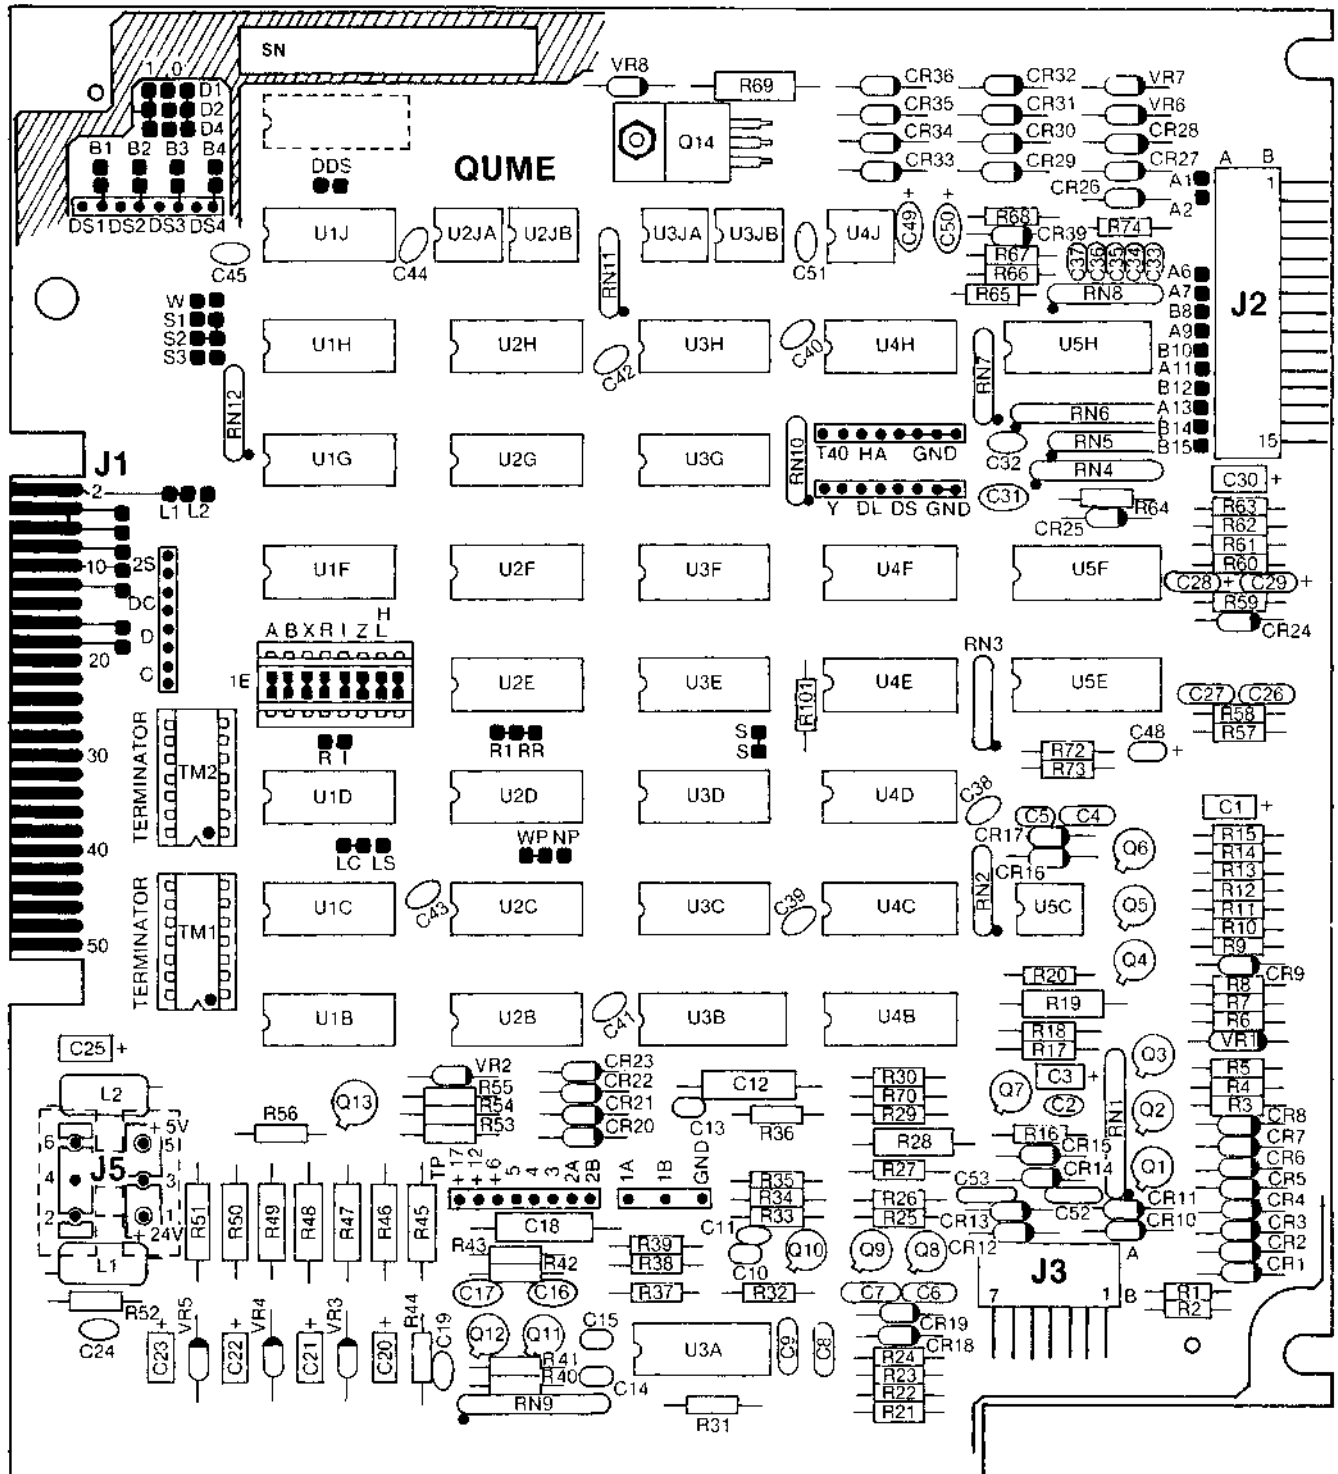 SN
VR8
R69
CR36
CR32
VR7
1 0
D1
D2
D4
CR35
CR31
VR6
Q14
CR34
CR30
CR28
B1 B2 B3 B4
QUME
CR33
CR29
CR27
A B
DDS
CR26
A1
1
A2
DS1 DS2 DS3 DS4
U1J
U2JA
U2JB
U3JA
U3JB
U4J
C49
+
C50
+
R68
CR39
R74
C45
C44
RN11
C51
R67
R66
R65
C37
C36
C35
C34
C33
RN8
A6
A7
B8
A9
B10
A11
B12
A13
B14
B15
J2
15
W
S1
S2
S3
U1H
U2H
C42
U3H
C40
U4H
RN7
U5H
RN12
RN6
RN5
RN4
J1
U1G
U2G
U3G
RN10
T40 HA GND
C32
2
L1 L2
Y DL DS GND
C31
R64
CR25
C30 +
R63
R62
R61
R60
10
2S
DC
D
C
U1F
U2F
U3F
U4F
U5F
C28 +
C29 +
R59
CR24
20
H
A B X R I Z L
1E
U2E
U3E
R101
U4E
RN3
U5E
C27
C26
R58
R57
30
TERMINATOR
TM2
R I
R1 RR
S
S
R72
R73
C48
+
U1D
U2D
U3D
U4D
C38
C5
C4
C1 +
40
LC LS
WP NP
CR17
CR16
Q6
R15
R14
R13
R12
R11
R10
R9
CR9
TERMINATOR
TM1
U1C
C43
U2C
U3C
C39
U4C
RN2
U5C
Q5
Q4
50
R20
R19
R8
R7
R6
VR1
U1B
U2B
C41
U3B
U4B
R18
R17
C25 +
VR2
CR23
CR22
CR21
CR20
C12
R30
R70
R29
C3 +
Q3
R5
R4
R3
L2
Q13
R55
R54
R53
C13
R36
Q7
C2
RN1
Q2
CR8
+ 5V
R56
R28
R16
CR15
CR14
CR7
6 5
J5
4 3
2 1
+ 24V
TP
+ 17
+ 12
+ 6
5
4
3
2A
2B
1A
1B
GND
R27
Q1
CR6
CR5
R35
R34
R33
C53
C52
CR11
CR10
R51
R50
R49
R48
R47
R46
R45
C18
R26
R25
CR13
CR12
CR4
CR3
CR2
CR1
C11
C10
Q10
Q9
Q8
L1
R43
R42
R39
R38
A
J3
7 1 B
C17
C16
R37
R32
C7
C6
R1
R2
R52
C24
C23 +
VR5
C22 +
VR4
C21 +
VR3
C20 +
R44
C19
Q12
Q11
C15
CR19
CR18
U3A
C9
C8
R41
R40
C14
R24
R23
R22
R21
RN9
R31